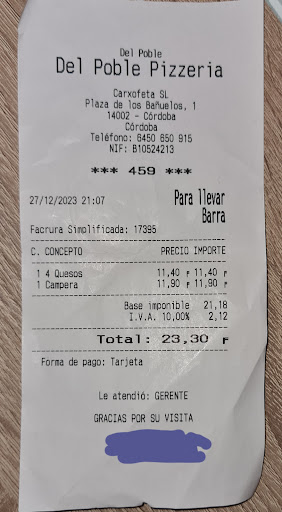 Del Poble
Del Poble Pizzeria
Carxofeta SL
Plaza de los Bañuelos, 1
14002 - Córdoba
Córdoba
Teléfono: 6450 650 915
NIF: B10524213
*** 459 ***
27/12/2023 21:07 Para llevar
Barra
Facrura Simplificada: 17395
C. CONCEPTO PRECIO IMPORTE
1 4 Quesos 11,40 ₣ 11,40 ₣
1 Campera 11,90 ₣ 11,90 ₣
Base imponible 21,18
I.V.A. 10,00% 2,12
Total: 23,30 ₣
Forma de pago: Tarjeta
Le atendió: GERENTE
GRACIAS POR SU VISITA